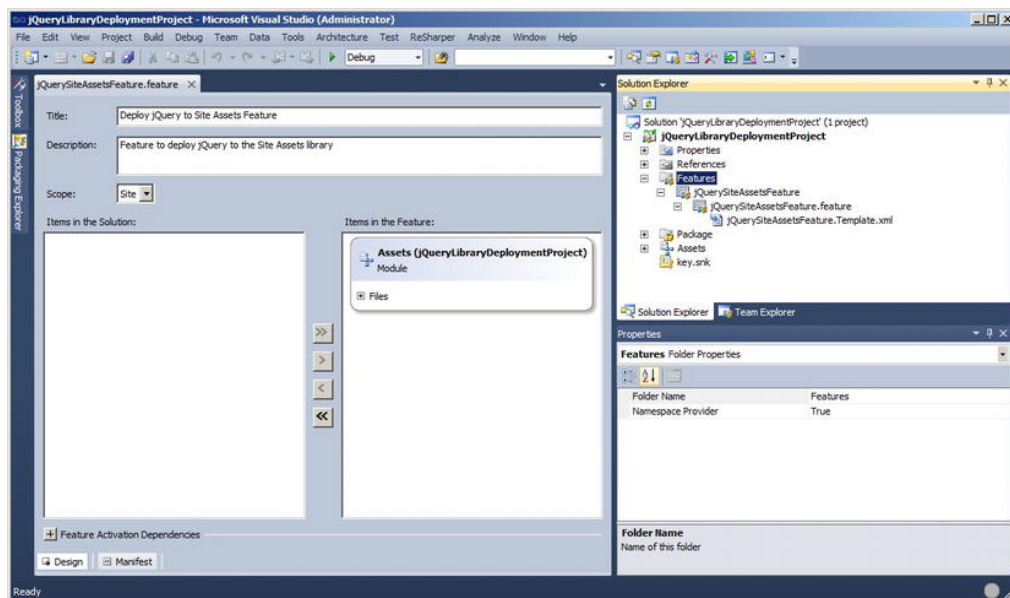 jQueryLibraryDeploymentProject - Microsoft Visual Studio (Administrator)
File Edit View Project Build Debug Team Data Tools Architecture Test ReSharper Analyze Window Help
Debug
Toolbox
Packaging Explorer
jQuerySiteAssetsFeature.feature
Title: Deploy jQuery to Site Assets Feature
Description: Feature to deploy jQuery to the Site Assets library
Scope: Site
Items in the Solution:
Items in the Feature:
Assets (jQueryLibraryDeploymentProject)
Module
Files
Feature Activation Dependencies
Design Manifest
Solution Explorer
Solution 'jQueryLibraryDeploymentProject' (1 project)
jQueryLibraryDeploymentProject
Properties
References
Features
jQuerySiteAssetsFeature
jQuerySiteAssetsFeature.feature
jQuerySiteAssetsFeature.Template.xml
Package
Assets
key.snk
Solution Explorer Team Explorer
Properties
Features Folder Properties
Folder Name Features
Namespace Provider True
Folder Name
Name of this folder
Ready